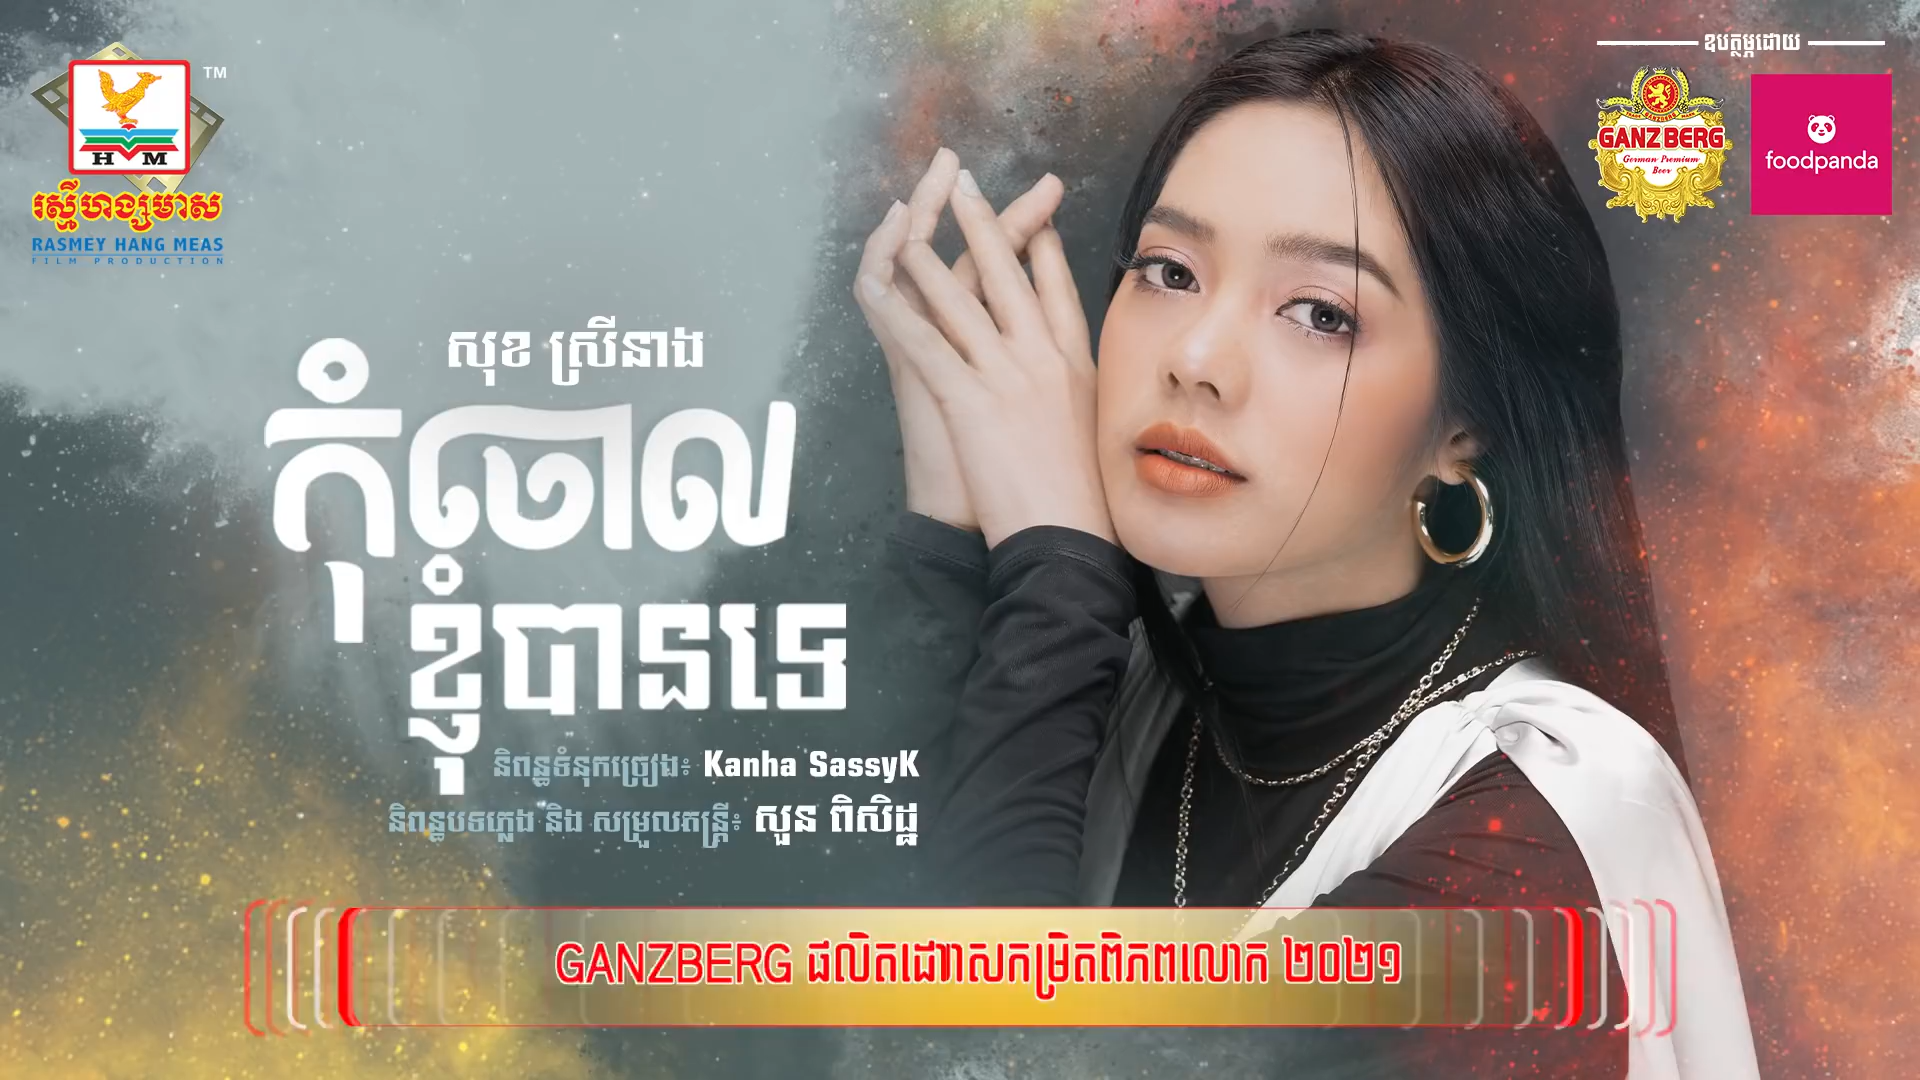 HM
TM
រស្មីហង្សមាស
RASMEY HANG MEAS
FILM PRODUCTION
ឧបត្ថម្ភដោយ
GANZBERG
German Premium
Beer
foodpanda
សុខ ស្រីនាង
កុំចោល
ខ្ញុំបានទេ
និពន្ធទំនុកច្រៀង៖ Kanha SassyK
និពន្ធបទភ្លេង និង សម្រួលតន្ត្រី៖ សួន ពិសិដ្ឋ
GANZBERG ផលិតដោយសកម្រិតពិភពលោក ២០២១